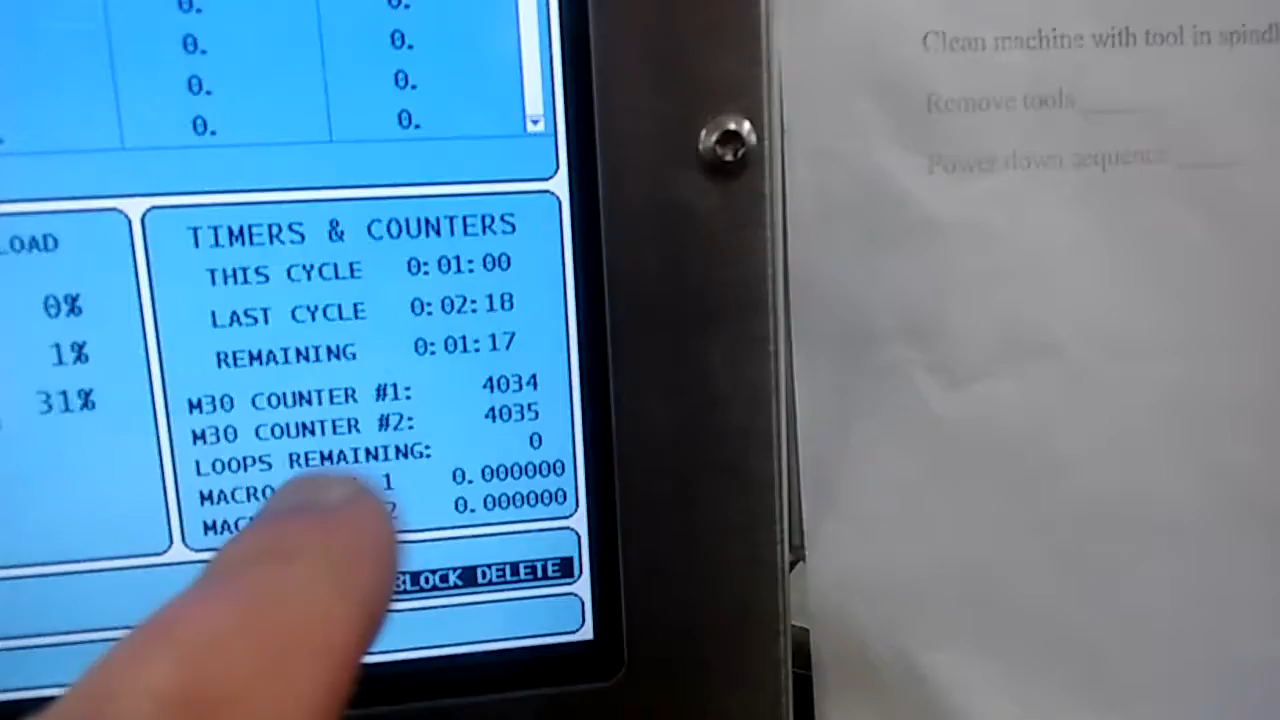 0.
0.
0. 0.
0. 0.
0. 0.
LOAD
0%
1%
31%
TIMERS & COUNTERS
THIS CYCLE 0:01:00
LAST CYCLE 0:02:18
REMAINING 0:01:17
M30 COUNTER #1: 4034
M30 COUNTER #2: 4035
LOOPS REMAINING: 0
MACRO 1 0.000000
MAC 2 0.000000
BLOCK DELETE
Clean machine with tool in spindl
Remove tools
Power down sequence